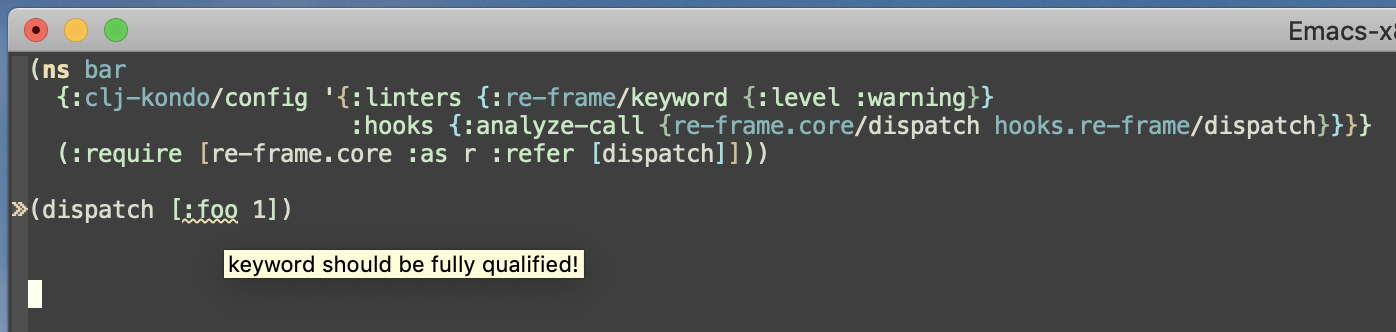 Emacs-x8
(ns bar
  {:clj-kondo/config '{:linters {:re-frame/keyword {:level :warning}}
                       :hooks {:analyze-call {re-frame.core/dispatch hooks.re-frame/dispatch}}}}
  (:require [re-frame.core :as r :refer [dispatch]]))
(dispatch [:foo 1])
keyword should be fully qualified!